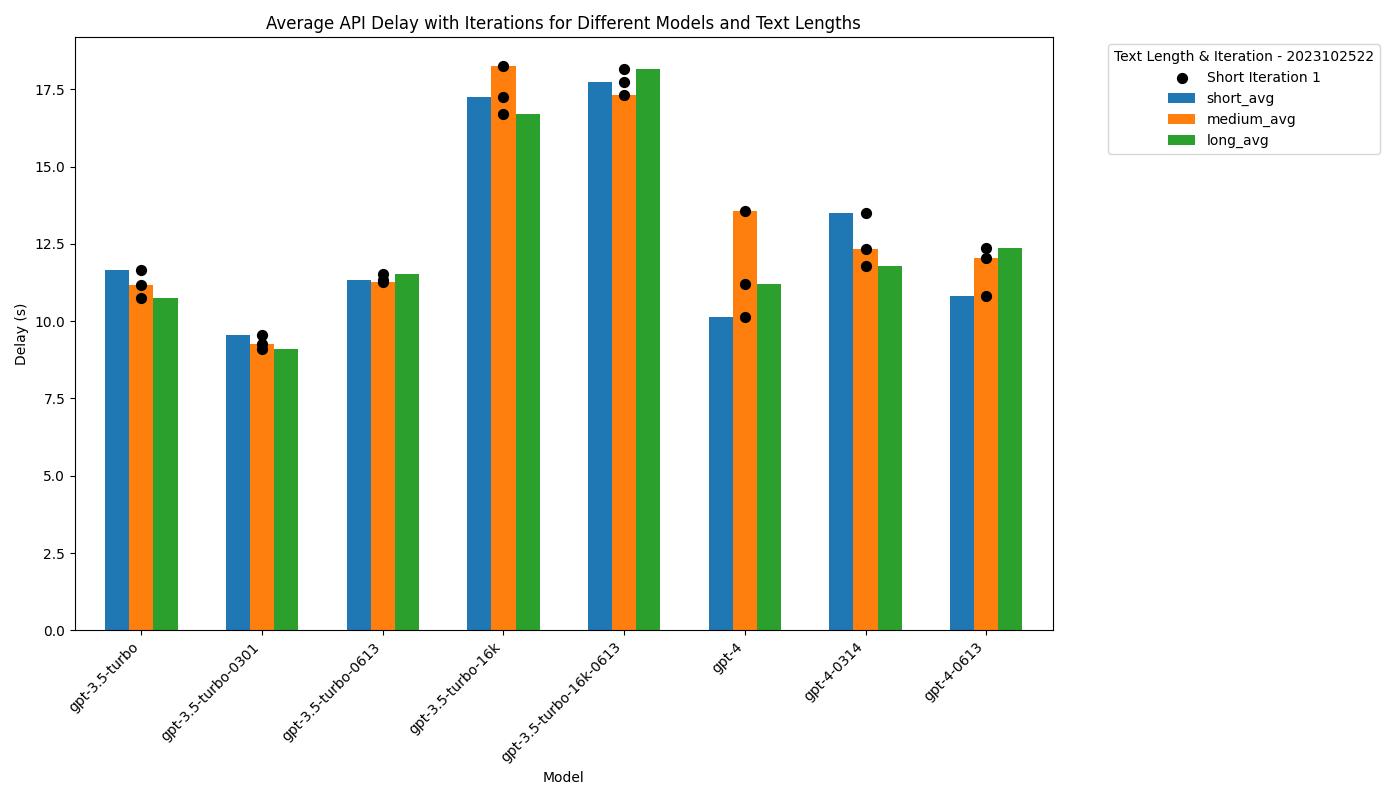 Average API Delay with Iterations for Different Models and Text Lengths
Text Length & Iteration - 2023102522
Short Iteration 1
short_avg
medium_avg
long_avg
17.5
15.0
12.5
10.0
7.5
5.0
2.5
0.0
Delay (s)
gpt-3.5-turbo
gpt-3.5-turbo-0301
gpt-3.5-turbo-0613
gpt-3.5-turbo-16k
gpt-3.5-turbo-16k-0613
gpt-4
gpt-4-0314
gpt-4-0613
Model